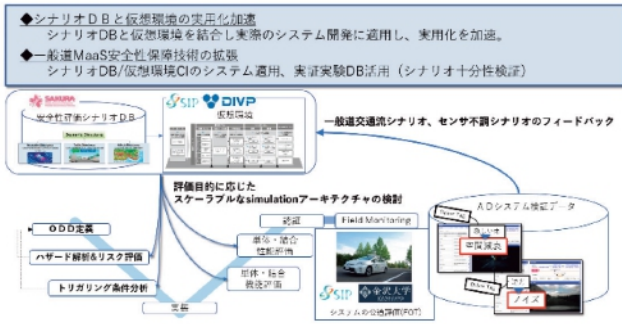 ◆シナリオDBと仮想環境の実用化加速
シナリオDBと仮想環境を結合し実際のシステム開発に適用し、実用化を加速。
◆一般道MaaS安全性保障技術の拡張
シナリオDB/仮想環境CIのシステム適用、実証実験DB活用（シナリオ十分性検証）
SAKURA
安全性評価シナリオDB
SIP
DIVP
仮想環境
一般道交通流シナリオ、センサ不調シナリオのフィードバック
評価目的に応じた
スケーラブルなsimulationアーキテクチャの検討
ODD定義
ハザード解析&リスク評価
トリガリング条件分析
実装
認証
Field Monitoring
単体・結合
性能評価
単体・結合
機能評価
SIP
金沢大学
ADシステム検証データ
空間減衰
ノイズ